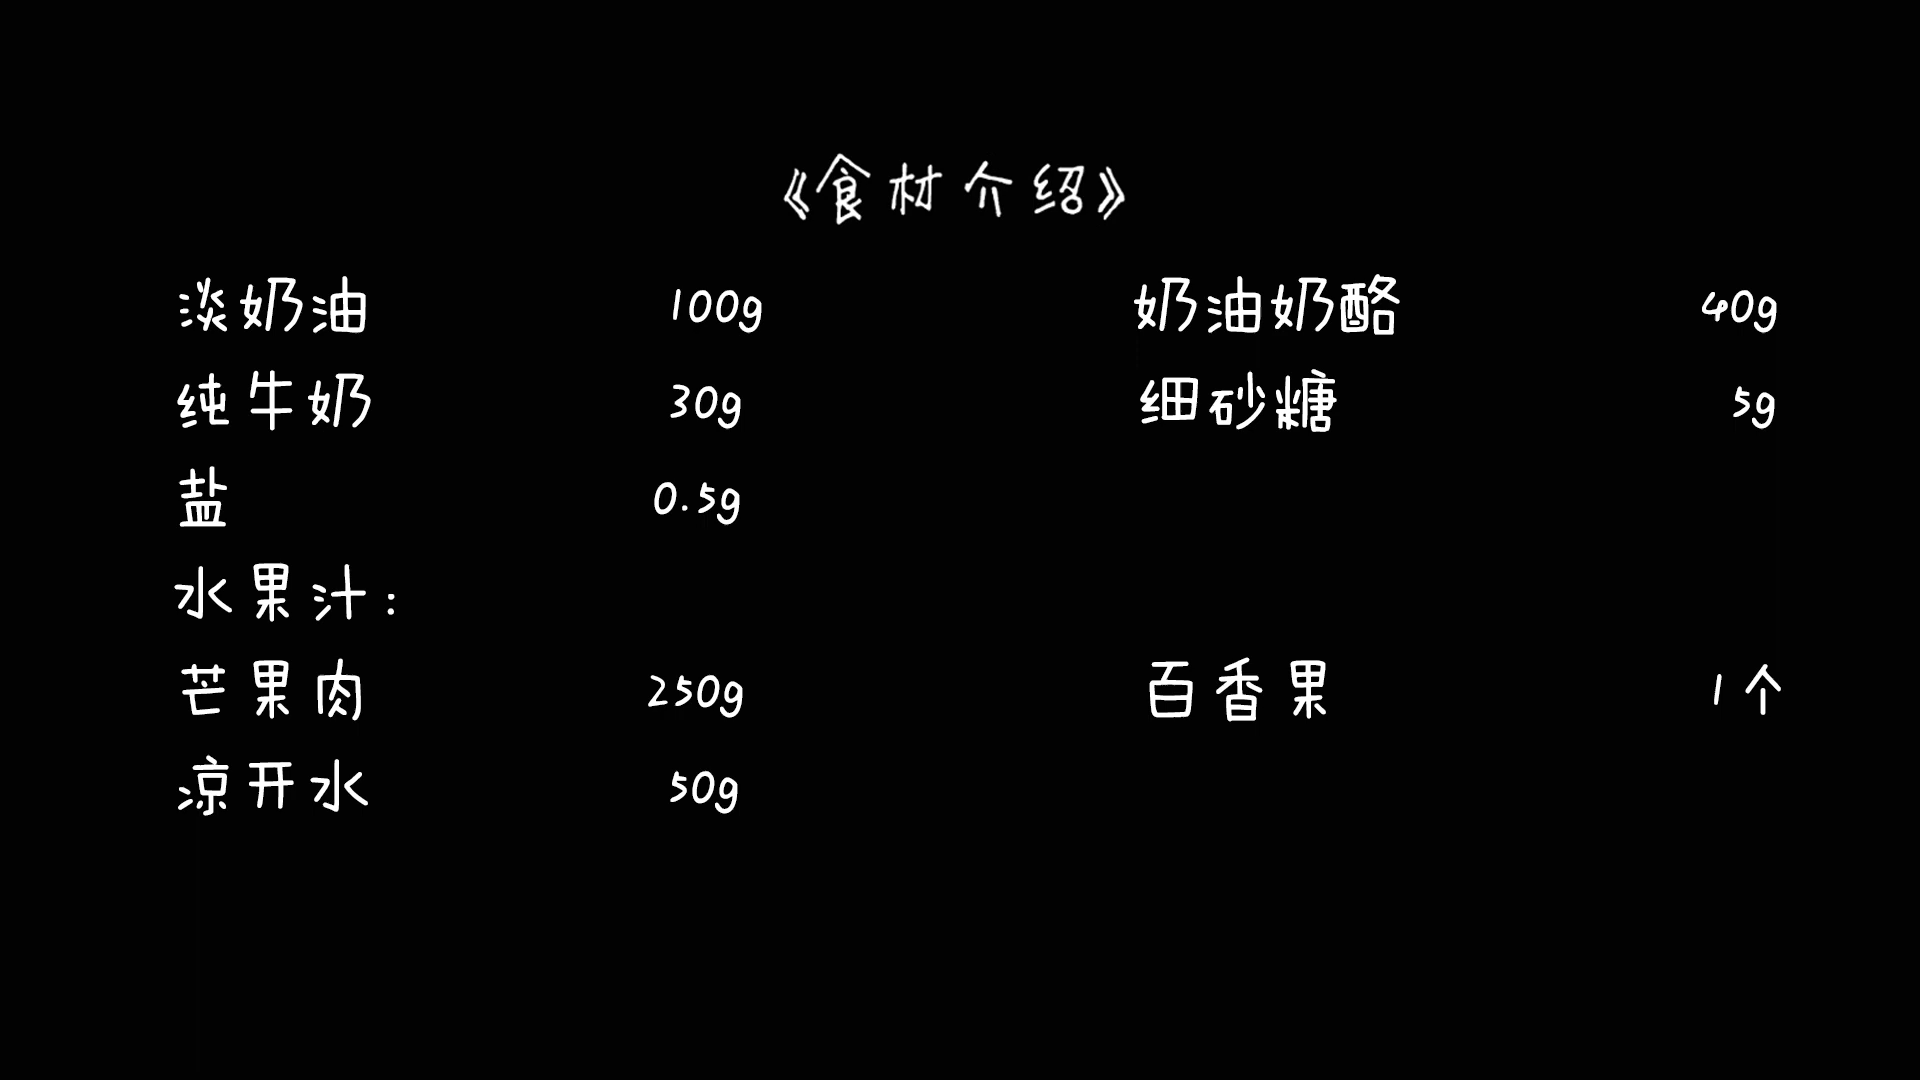 《食材介绍》
淡奶油 100g 奶油奶酪 40g
纯牛奶 30g 细砂糖 5g
盐 0.5g
水果汁：
芒果肉 250g 百香果 1个
凉开水 50g